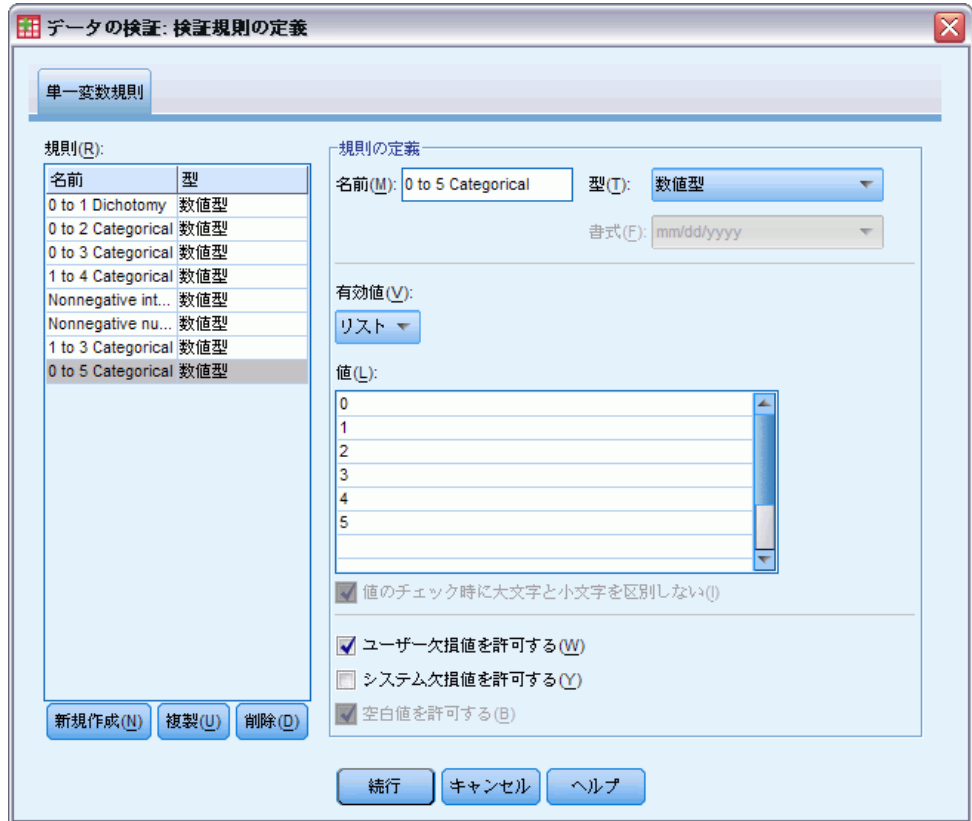 データの検証: 検証規則の定義
単一変数規則
規則(R):
名前 型
0 to 1 Dichotomy 数値型
0 to 2 Categorical 数値型
0 to 3 Categorical 数値型
1 to 4 Categorical 数値型
Nonnegative int... 数値型
Nonnegative nu... 数値型
1 to 3 Categorical 数値型
0 to 5 Categorical 数値型
新規作成(N) 複製(U) 削除(D)
規則の定義
名前(M): 0 to 5 Categorical 型(T): 数値型
書式(F): mm/dd/yyyy
有効値(V):
リスト
値(L):
0
1
2
3
4
5
値のチェック時に大文字と小文字を区別しない(I)
ユーザー欠損値を許可する(W)
システム欠損値を許可する(Y)
空白値を許可する(B)
続行 キャンセル ヘルプ